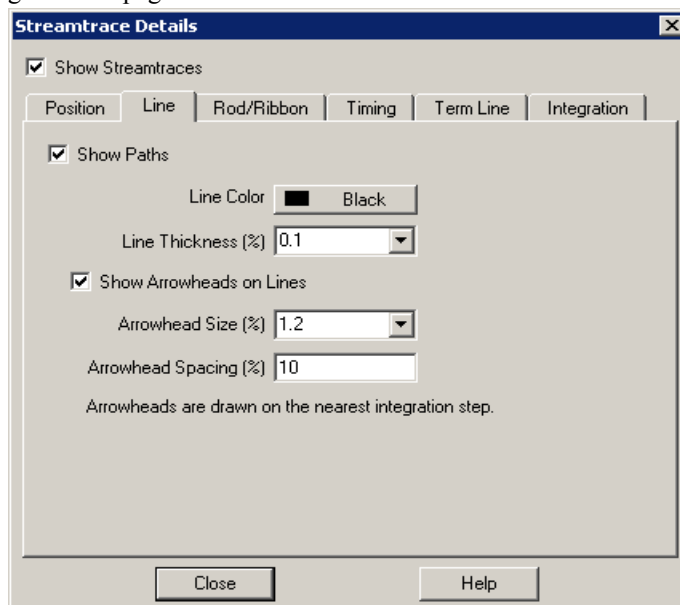 Streamtrace Details
Show Streamtraces
Position Line Rod/Ribbon Timing Term Line Integration
Show Paths
Line Color Black
Line Thickness (%) 0.1
Show Arrowheads on Lines
Arrowhead Size (%) 1.2
Arrowhead Spacing (%) 10
Arrowheads are drawn on the nearest integration step.
Close Help